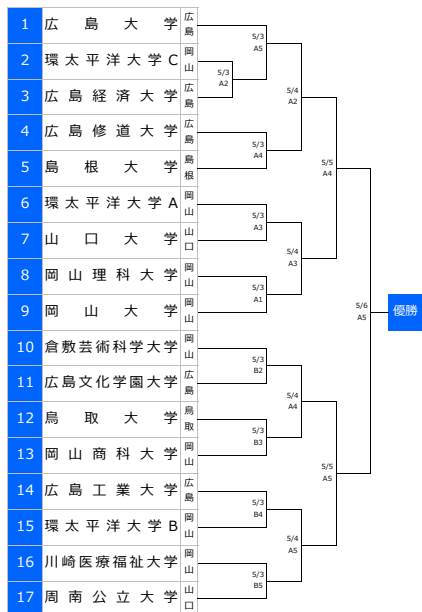 1 広島大学 広島
2 環太平洋大学C 岡山
3 広島経済大学 広島
4 広島修道大学 広島
5 島根大学 島根
6 環太平洋大学A 岡山
7 山口大学 山口
8 岡山理科大学 岡山
9 岡山大学 岡山
10 倉敷芸術科学大学 岡山
11 広島文化学園大学 広島
12 鳥取大学 鳥取
13 岡山商科大学 岡山
14 広島工業大学 広島
15 環太平洋大学B 岡山
16 川崎医療福祉大学 岡山
17 周南公立大学 山口
5/3
A5
5/3
A2
5/3
A4
5/3
A3
5/3
A1
5/3
B2
5/3
B3
5/3
B4
5/3
B5
5/4
A2
5/4
A3
5/4
A4
5/4
A5
5/5
A4
5/5
A5
5/6
A5
優勝